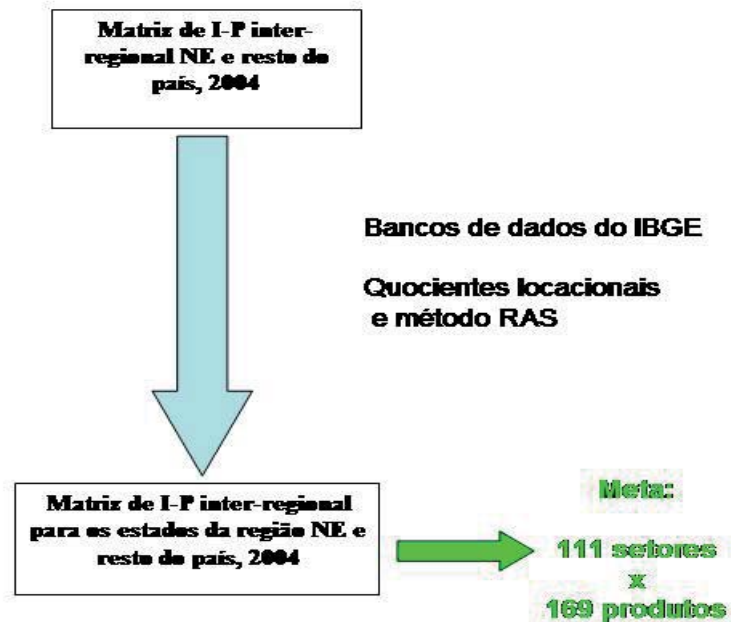 Matriz de I-P inter-
regional NE e resto do
país, 2004
Bancos de dados do IBGE
Quocientes locacionais
e método RAS
Matriz de I-P inter-regional
para os estados da região NE e
resto do país, 2004
Meta:
111 setores
x
169 produtos